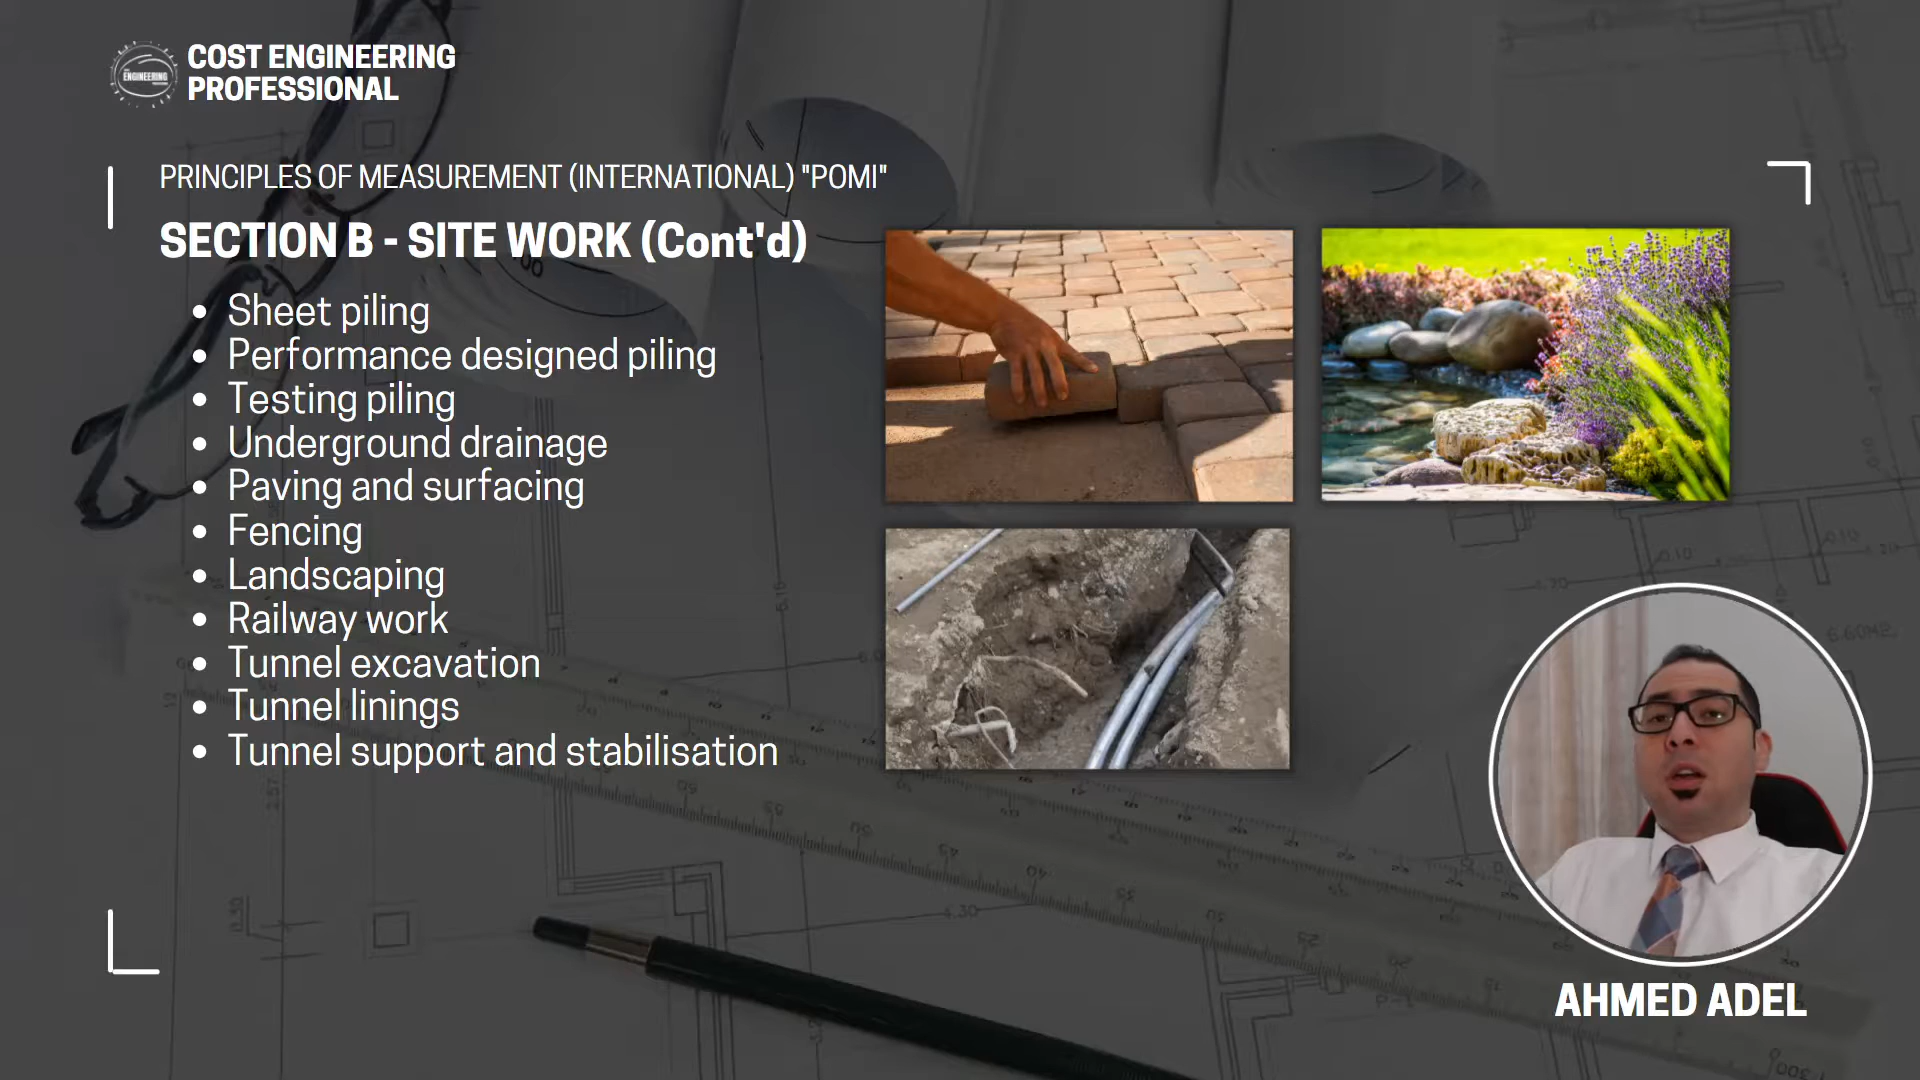 COST ENGINEERING
PROFESSIONAL
ENGINEERING
PRINCIPLES OF MEASUREMENT (INTERNATIONAL) "POMI"
SECTION B - SITE WORK (Cont'd)
• Sheet piling
• Performance designed piling
• Testing piling
• Underground drainage
• Paving and surfacing
• Fencing
• Landscaping
• Railway work
• Tunnel excavation
• Tunnel linings
• Tunnel support and stabilisation
AHMED ADEL